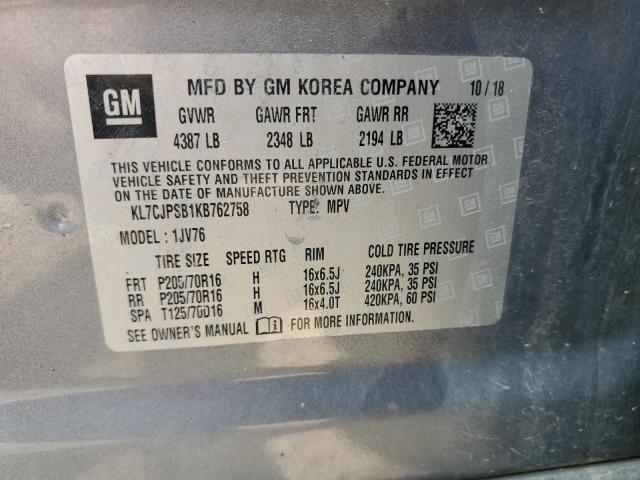 GM
MFD BY GM KOREA COMPANY 10/18
GVWR GAWR FRT GAWR RR
4387 LB 2348 LB 2194 LB
THIS VEHICLE CONFORMS TO ALL APPLICABLE U.S. FEDERAL MOTOR
VEHICLE SAFETY AND THEFT PREVENTION STANDARDS IN EFFECT
ON THE DATE OF MANUFACTURE SHOWN ABOVE.
KL7CJPSB1KB762758 TYPE: MPV
MODEL : 1JV76
TIRE SIZE SPEED RTG RIM COLD TIRE PRESSURE
FRT P205/70R16 H 16x6.5J 240KPA, 35 PSI
RR P205/70R16 H 16x6.5J 240KPA, 35 PSI
SPA T125/70D16 M 16x4.0T 420KPA, 60 PSI
SEE OWNER'S MANUAL FOR MORE INFORMATION.